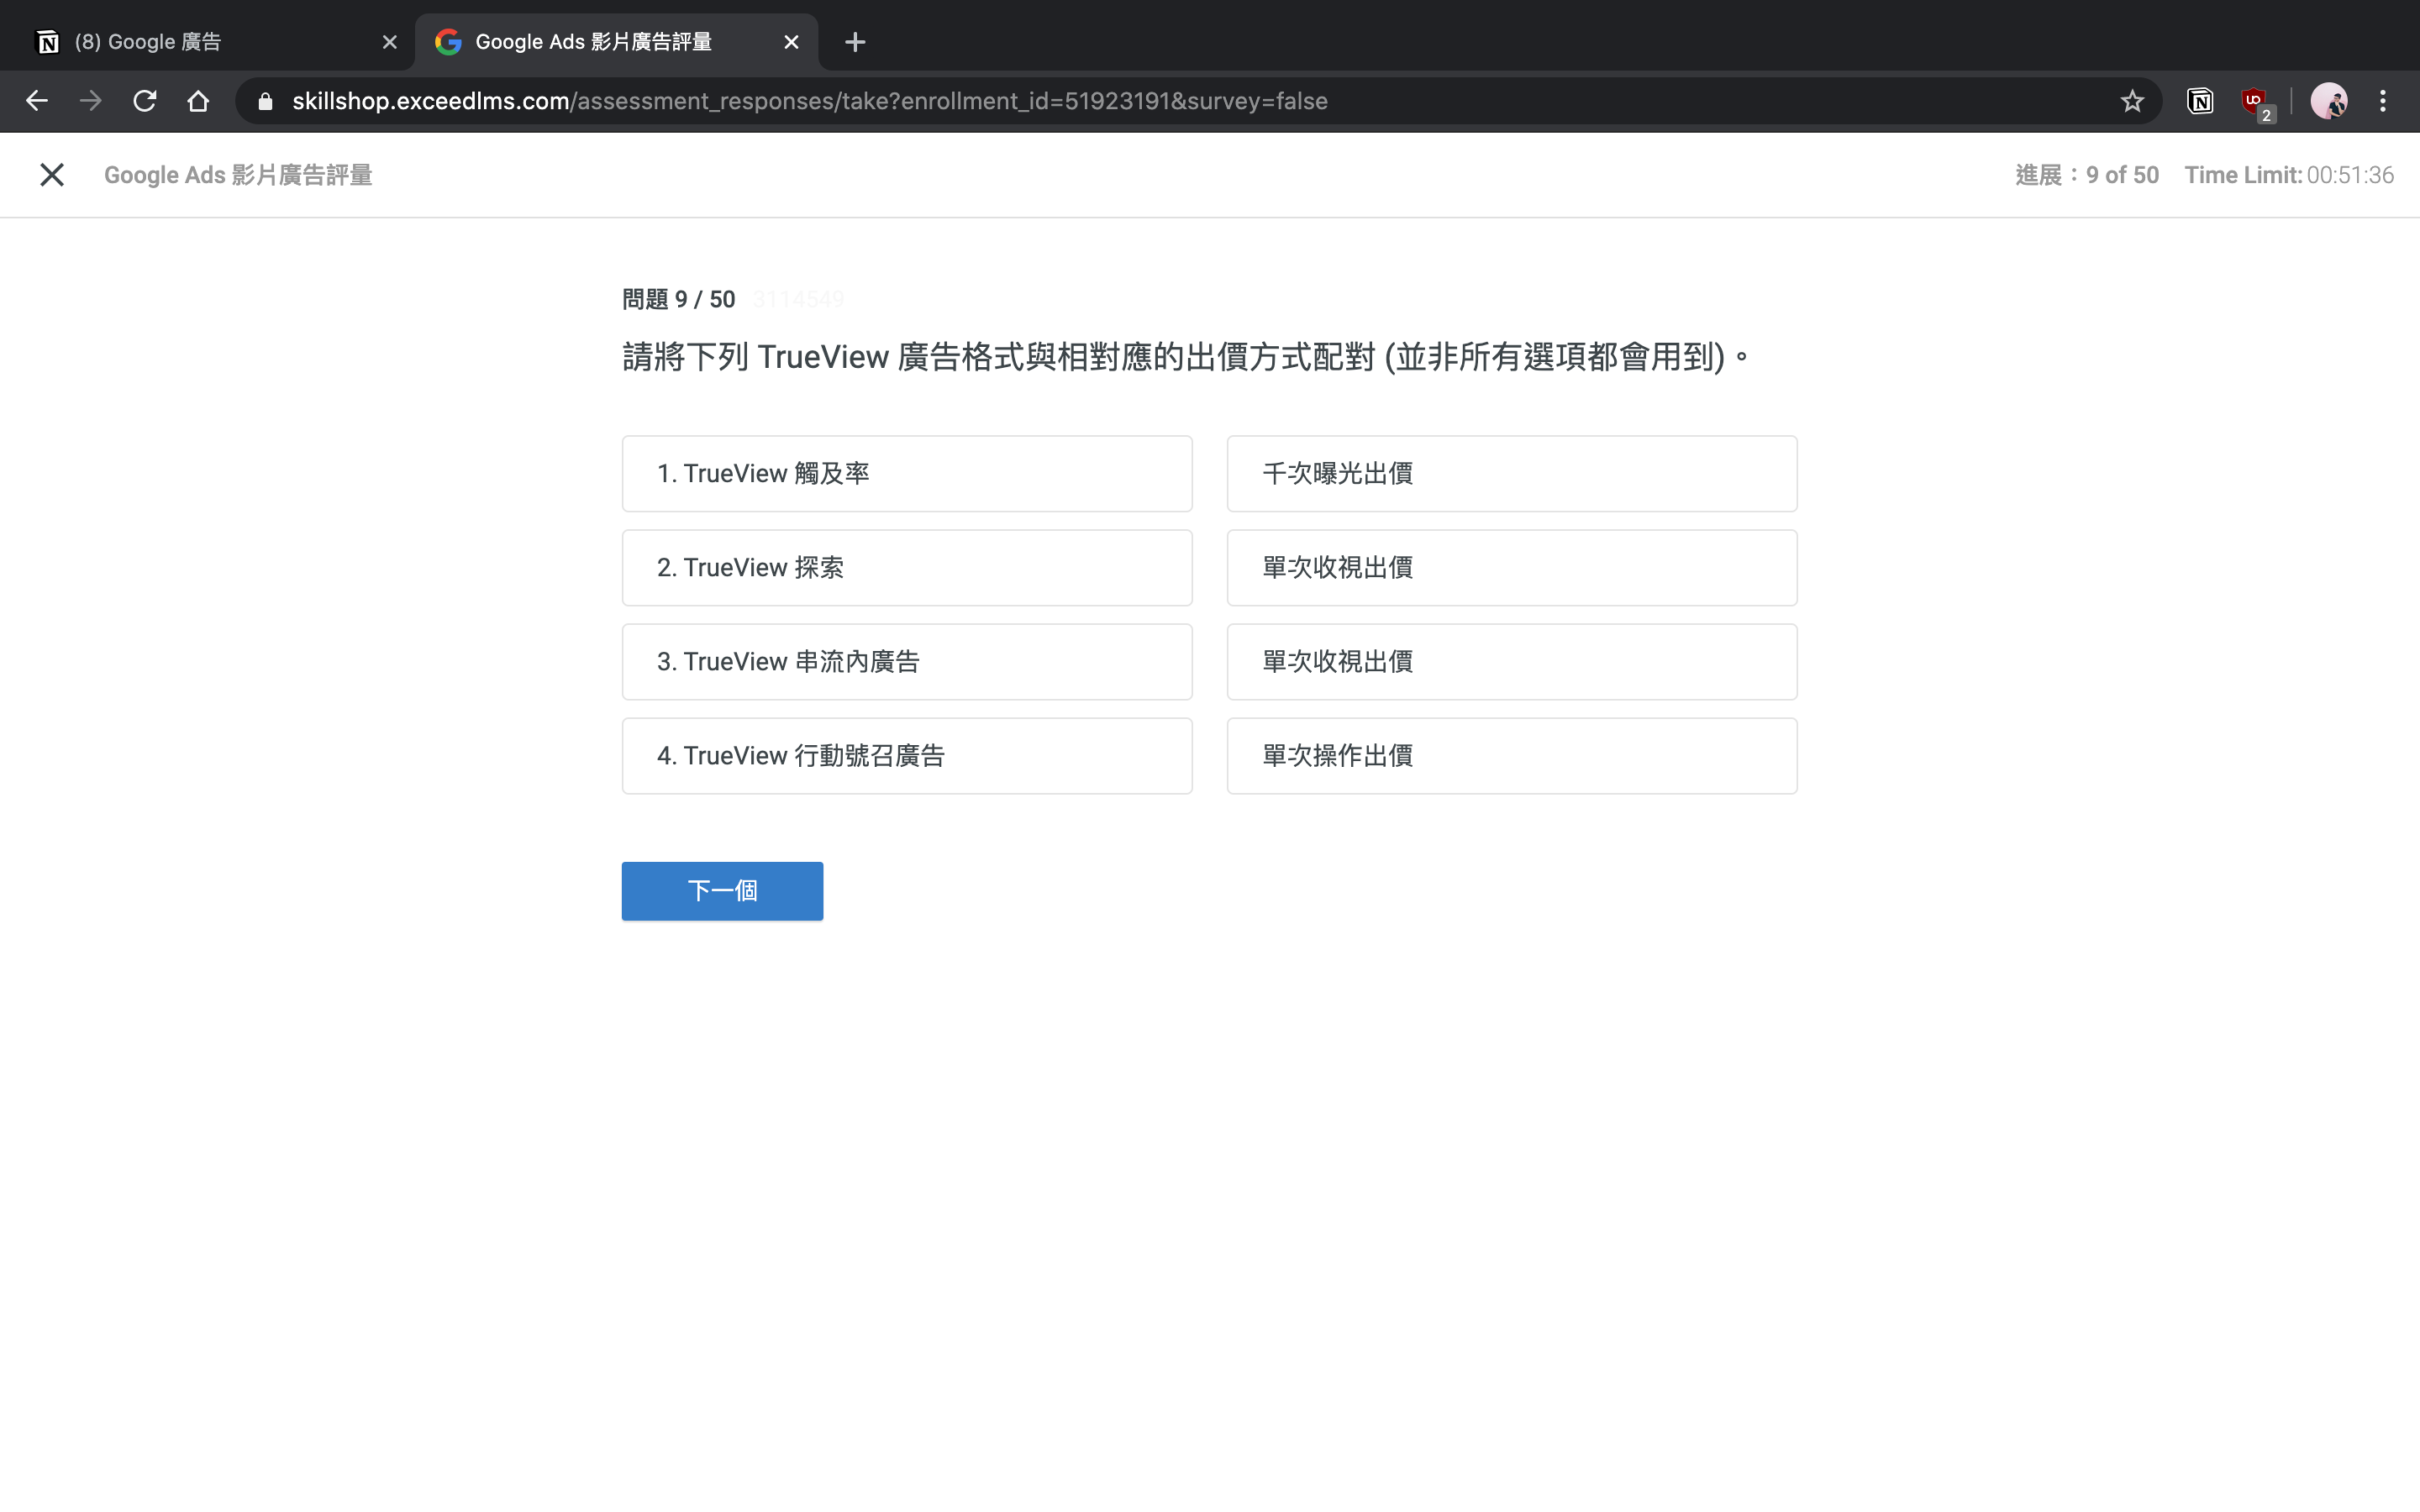 (8) Google 廣告
Google Ads 影片廣告評量
skillshop.exceedlms.com/assessment_responses/take?enrollment_id=51923191&survey=false
2
Google Ads 影片廣告評量
進展：9 of 50 Time Limit: 00:51:36
問題 9 / 50 3114549
請將下列 TrueView 廣告格式與相對應的出價方式配對 (並非所有選項都會用到)。
1. TrueView 觸及率
千次曝光出價
2. TrueView 探索
單次收視出價
3. TrueView 串流內廣告
單次收視出價
4. TrueView 行動號召廣告
單次操作出價
下一個